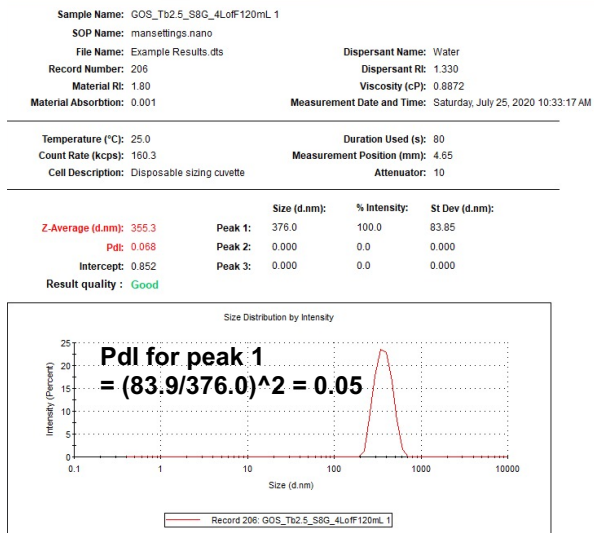 Sample Name: GOS_Tb2.5_S8G_4LofF120mL 1
SOP Name: mansettings.nano
File Name: Example Results.dts Dispersant Name: Water
Record Number: 206 Dispersant RI: 1.330
Material RI: 1.80 Viscosity (cP): 0.8872
Material Absorbtion: 0.001 Measurement Date and Time: Saturday, July 25, 2020 10:33:17 AM
Temperature (°C): 25.0 Duration Used (s): 80
Count Rate (kcps): 160.3 Measurement Position (mm): 4.65
Cell Description: Disposable sizing cuvette Attenuator: 10
Size (d.nm): % Intensity: St Dev (d.nm):
Z-Average (d.nm): 355.3 Peak 1: 376.0 100.0 83.85
PdI: 0.068 Peak 2: 0.000 0.0 0.000
Intercept: 0.852 Peak 3: 0.000 0.0 0.000
Result quality : Good
Size Distribution by Intensity
PdI for peak 1
= (83.9/376.0)^2 = 0.05
Intensity (Percent)
25
20
15
10
5
0
0.1 1 10 100 1000 10000
Size (d.nm)
Record 206: GOS_Tb2.5_S8G_4LofF120mL 1